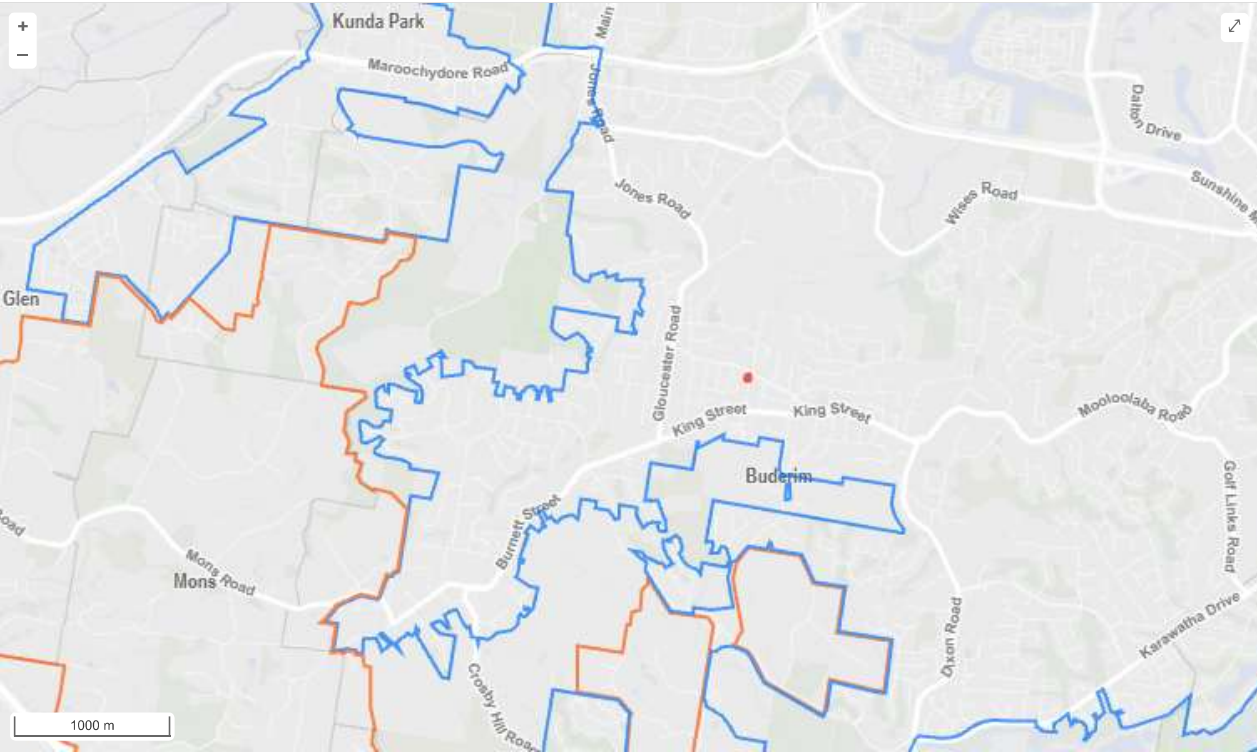 +
Kunda Park
Main
Maroochydore Road
Jones Road
Dalton Drive
Jones Road
Wises Road
Sunshine M
Glen
Gloucester Road
King Street
King Street
Mooloolaba Road
Buderim
Golf Links Road
Burnett Street
oad
Mons Road
Mons
Dixon Road
Karawatha Drive
Crosby Hill Road
1000 m